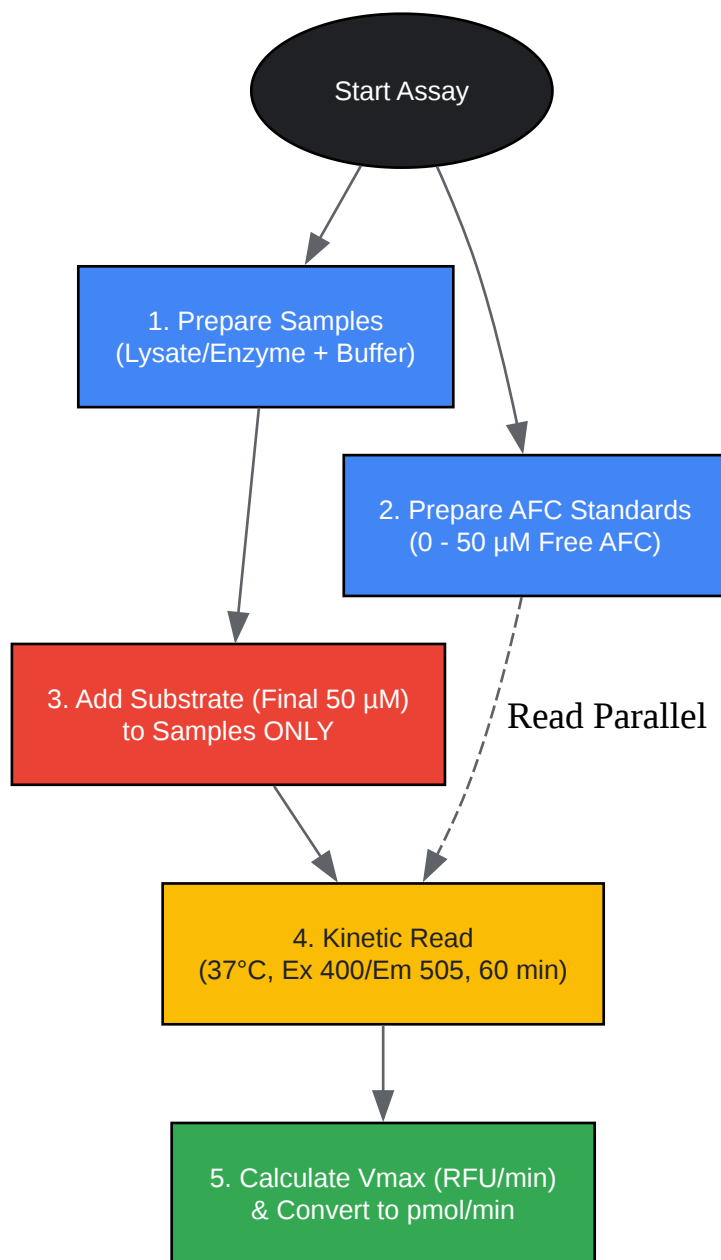 Start Assay
1. Prepare Samples
(Lysate/Enzyme + Buffer)
2. Prepare AFC Standards
(0 - 50 µM Free AFC)
3. Add Substrate (Final 50 µM)
to Samples ONLY
Read Parallel
4. Kinetic Read
(37°C, Ex 400/Em 505, 60 min)
5. Calculate Vmax (RFU/min)
& Convert to pmol/min